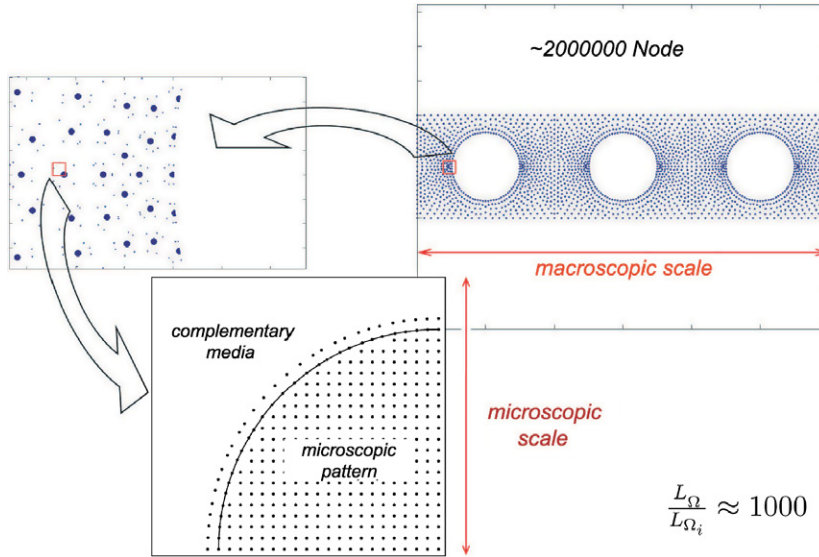 ~2000000 Node
macroscopic scale
complementary
media
microscopic
pattern
microscopic
scale
L_Ω / L_Ω_i ≈ 1000